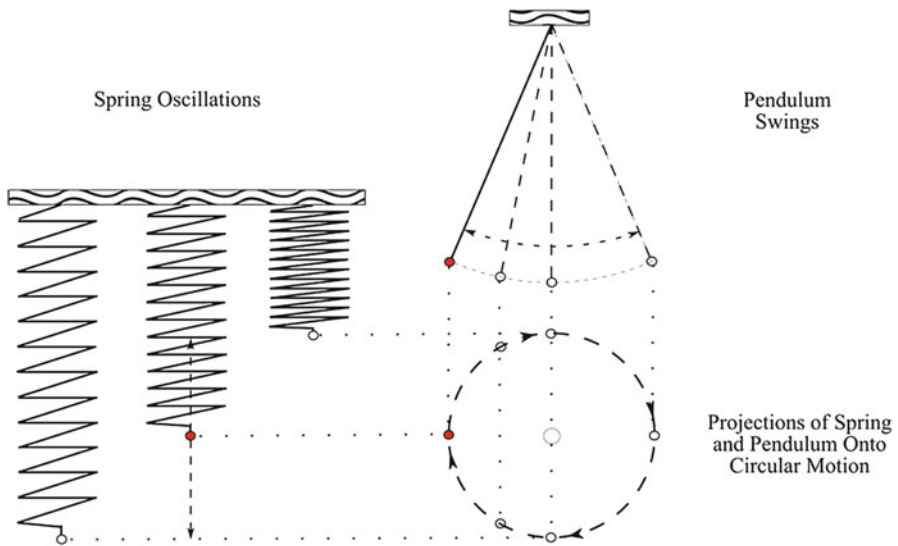 Spring Oscillations
Pendulum
Swings
Projections of Spring
and Pendulum Onto
Circular Motion